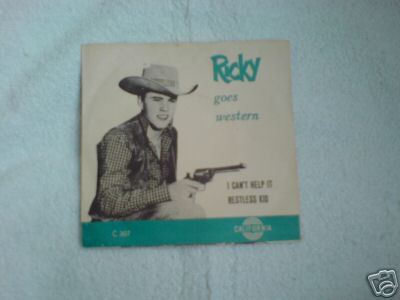 Ricky
goes
western
I CAN'T HELP IT
RESTLESS KID
C 307
CALIFORNIA